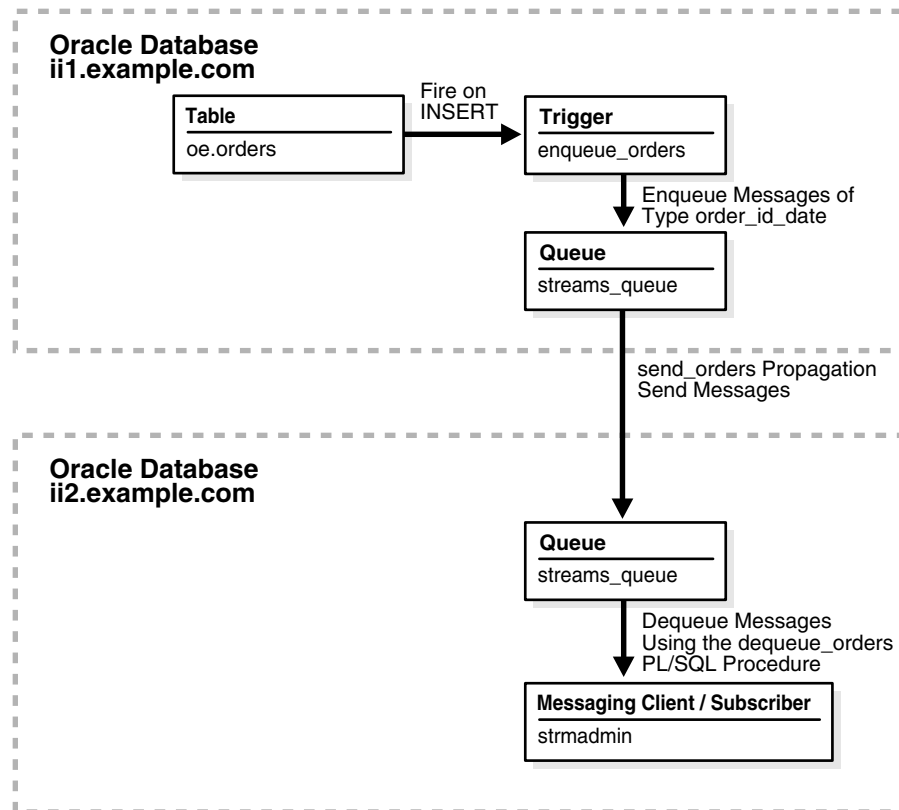 Oracle Database
ii1.example.com
Table
oe.orders
Fire on
INSERT
Trigger
enqueue_orders
Enqueue Messages of
Type order_id_date
Queue
streams_queue
send_orders Propagation
Send Messages
Oracle Database
ii2.example.com
Queue
streams_queue
Dequeue Messages
Using the dequeue_orders
PL/SQL Procedure
Messaging Client / Subscriber
strmadmin